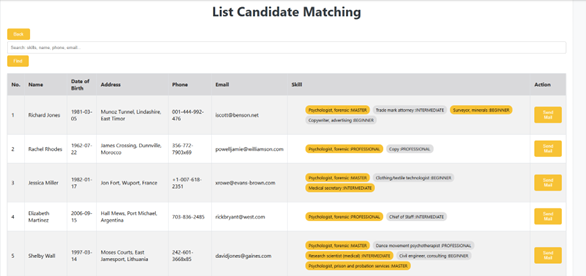 List Candidate Matching
Back
Search: skills, name, phone, email
Find
No. Name Date of Birth Address Phone Email Skill Action
1 Richard Jones 1981-03-05 Munoz Tunnel, Lindashire, East Timor 001-444-992-476 lscott@benson.net Psychologist, forensic: MASTER Trade mark attorney: INTERMEDIATE Surveyor, minerals: BEGINNER Copywriter, advertising: BEGINNER Send Mail
2 Rachel Rhodes 1962-07-22 James Crossing, Dunnville, Morocco 356-772-7903x69 powelljamie@williamson.com Psychologist, forensic: PROFESSIONAL Copy: PROFESSIONAL Send Mail
3 Jessica Miller 1982-01-17 Jon Fort, Wuport, France +1-007-618-2351 xrowe@evans-brown.com Psychologist, forensic: MASTER Clothing/textile technologist: BEGINNER Medical secretary: INTERMEDIATE Send Mail
4 Elizabeth Martinez 2006-09-15 Hall Mews, Port Michael, Argentina 703-836-2485 rickbryant@west.com Psychologist, forensic: PROFESSIONAL Chief of Staff: INTERMEDIATE Send Mail
5 Shelby Wall 1997-03-14 Moses Courts, East Jamesport, Lithuania 242-601-3668x85 davidjones@gaines.com Psychologist, forensic: MASTER Dance movement psychotherapist: PROFESSIONAL Research scientist (medical): INTERMEDIATE Civil engineer, consulting: BEGINNER Psychologist, prison and probation services: MASTER Send Mail